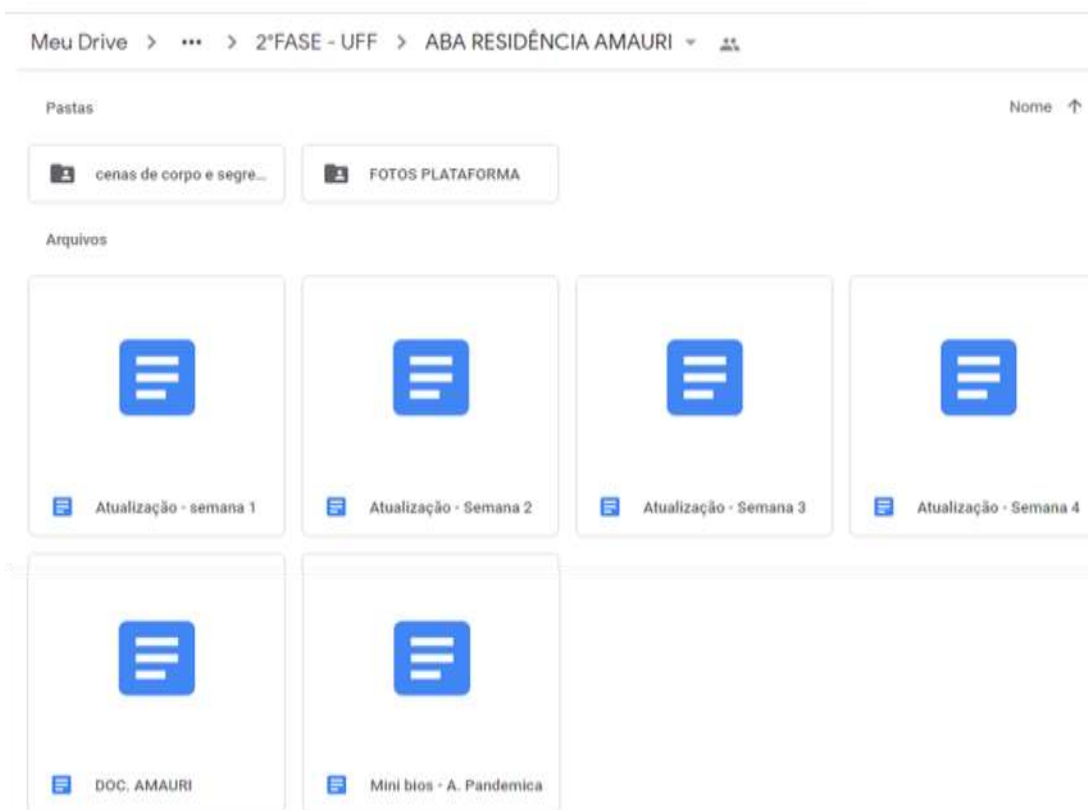 Meu Drive > ••• > 2°FASE - UFF > ABA RESIDÊNCIA AMAURI
Pastas Nome
cenas de corpo e segre... FOTOS PLATAFORMA
Arquivos
Atualização - semana 1 Atualização - Semana 2 Atualização - Semana 3 Atualização - Semana 4
DOC. AMAURI Mini bios - A. Pandemica